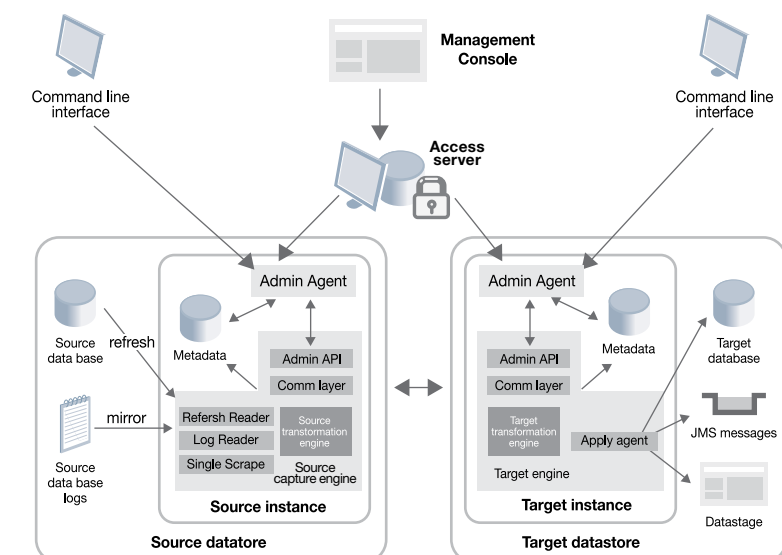 Management
Console
Command line
interface
Command line
interface
Access
server
Admin Agent
Admin Agent
Source
data base
refresh
Metadata
Admin API
Comm layer
Refersh Reader
Log Reader
Single Scrape
Source
transformation
engine
Source
capture engine
mirror
Source
data base
logs
Source instance
Source datatore
Admin API
Comm layer
Metadata
Target
database
Target
transformation
engine
Apply agent
Target engine
JMS messages
Datastage
Target instance
Target datastore